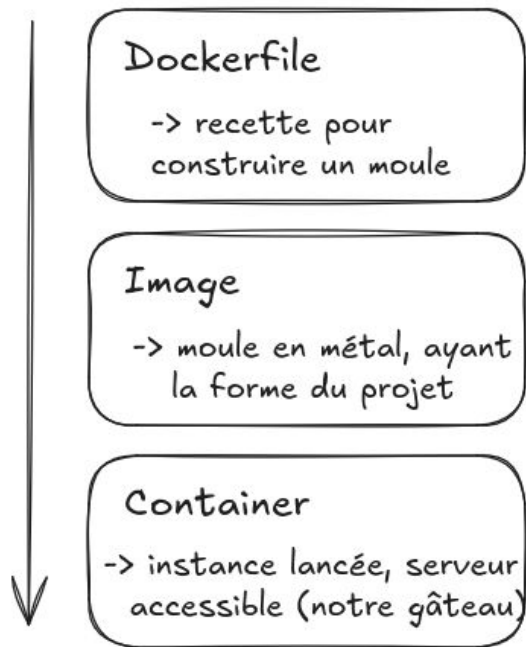 Dockerfile
-> recette pour
construire un moule
Image
-> moule en métal, ayant
la forme du projet
Container
-> instance lancée, serveur
accessible (notre gâteau)